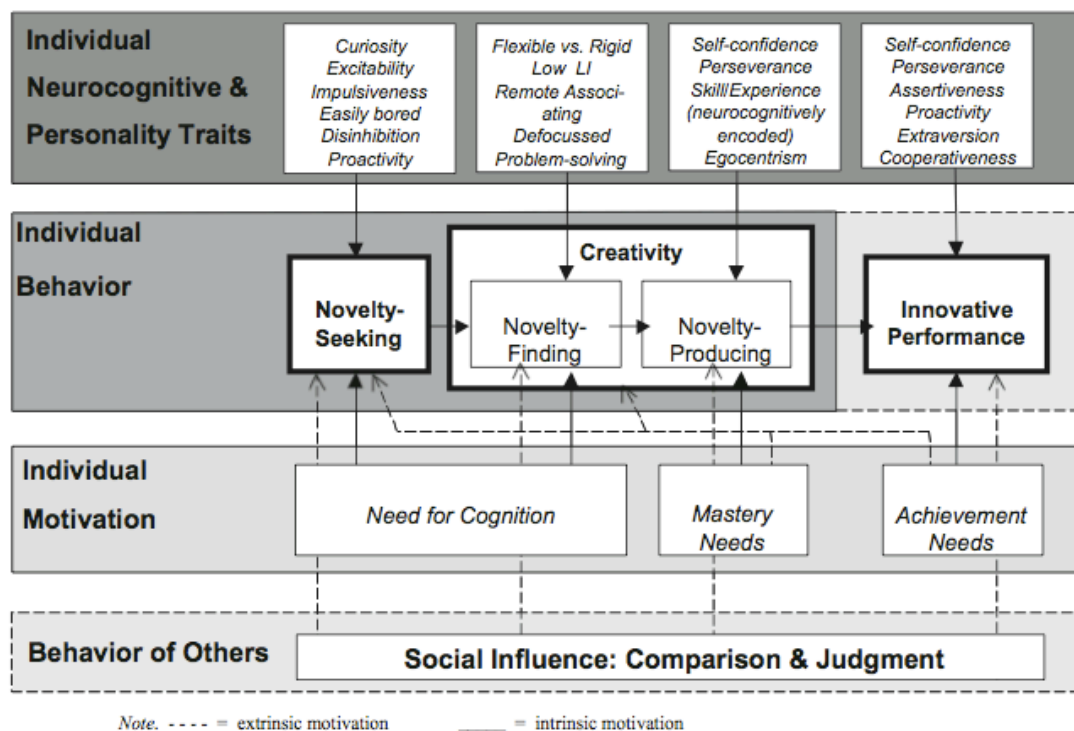 Individual
Neurocognitive &
Personality Traits
Curiosity
Excitability
Impulsiveness
Easily bored
Disinhibition
Proactivity
Flexible vs. Rigid
Low LI
Remote Associ-
ating
Defocussed
Problem-solving
Self-confidence
Perseverance
Skill/Experience
(neurocognitively
encoded)
Egocentrism
Self-confidence
Perseverance
Assertiveness
Proactivity
Extraversion
Cooperativeness
Individual
Behavior
Novelty-
Seeking
Creativity
Novelty-
Finding
Novelty-
Producing
Innovative
Performance
Individual
Motivation
Need for Cognition
Mastery
Needs
Achievement
Needs
Behavior of Others
Social Influence: Comparison & Judgment
Note. - - - - = extrinsic motivation _____ = intrinsic motivation